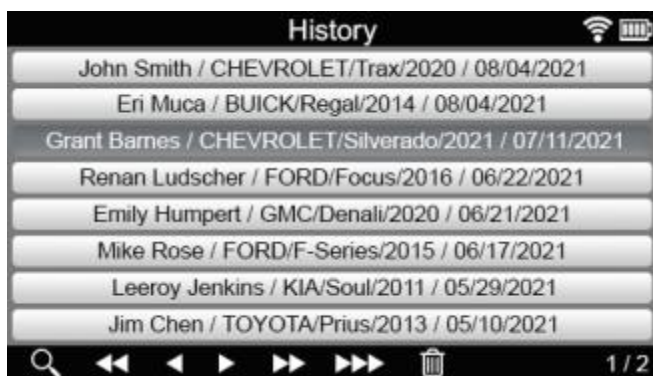 History
John Smith / CHEVROLET/Trax/2020 / 08/04/2021
Eri Muca / BUICK/Regal/2014 / 08/04/2021
Grant Barnes / CHEVROLET/Silverado/2021 / 07/11/2021
Renan Ludscher / FORD/Focus/2016 / 06/22/2021
Emily Humpert / GMC/Denali/2020 / 06/21/2021
Mike Rose / FORD/F-Series/2015 / 06/17/2021
Leeroy Jenkins / KIA/Soul/2011 / 05/29/2021
Jim Chen / TOYOTA/Prius/2013 / 05/10/2021
1 / 2